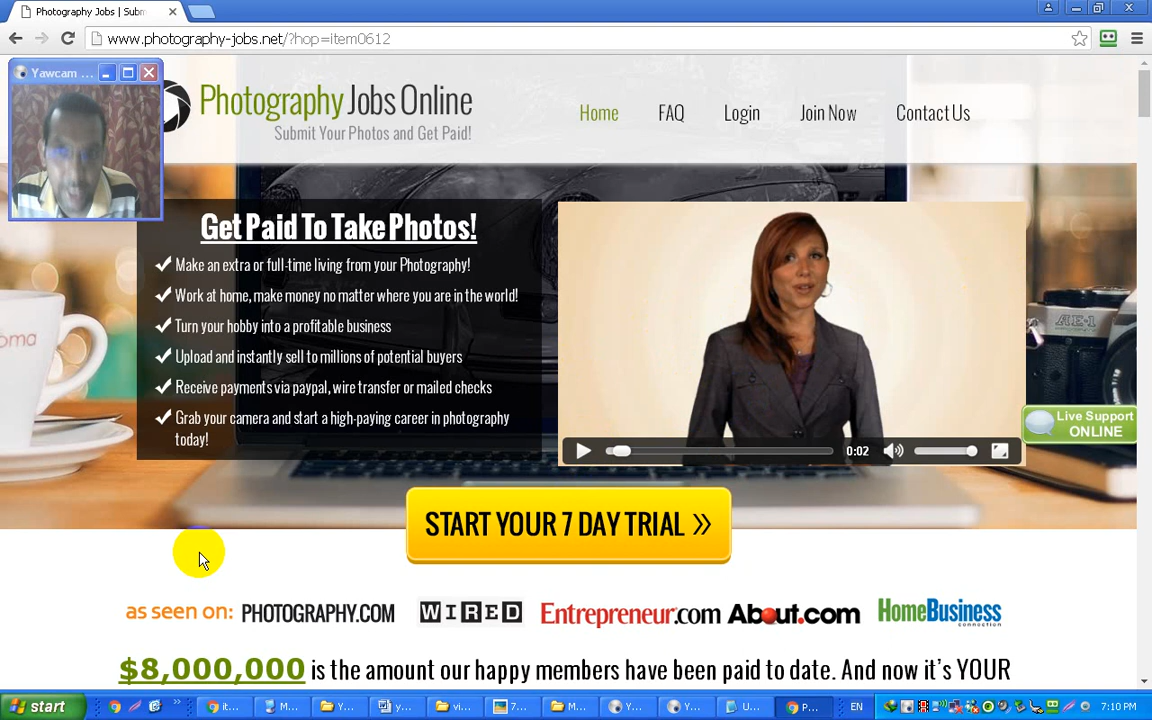 Photography Jobs | Subm
www.photography-jobs.net/?hop=item0612
Yawcam ...
Photography Jobs Online
Submit Your Photos and Get Paid!
Home FAQ Login Join Now Contact Us
Get Paid To Take Photos!
Make an extra or full-time living from your Photography!
Work at home, make money no matter where you are in the world!
Turn your hobby into a profitable business
Upload and instantly sell to millions of potential buyers
Receive payments via paypal, wire transfer or mailed checks
Grab your camera and start a high-paying career in photography
today!
oma
AE-1
Live Support
ONLINE
0:02
START YOUR 7 DAY TRIAL »
as seen on: PHOTOGRAPHY.COM WIRED Entrepreneur.com About.com HomeBusiness
connection
$8,000,000 is the amount our happy members have been paid to date. And now it's YOUR
start it... M... Y... y... vi... 7... M... Y... Y... U... P... EN 7:10 PM